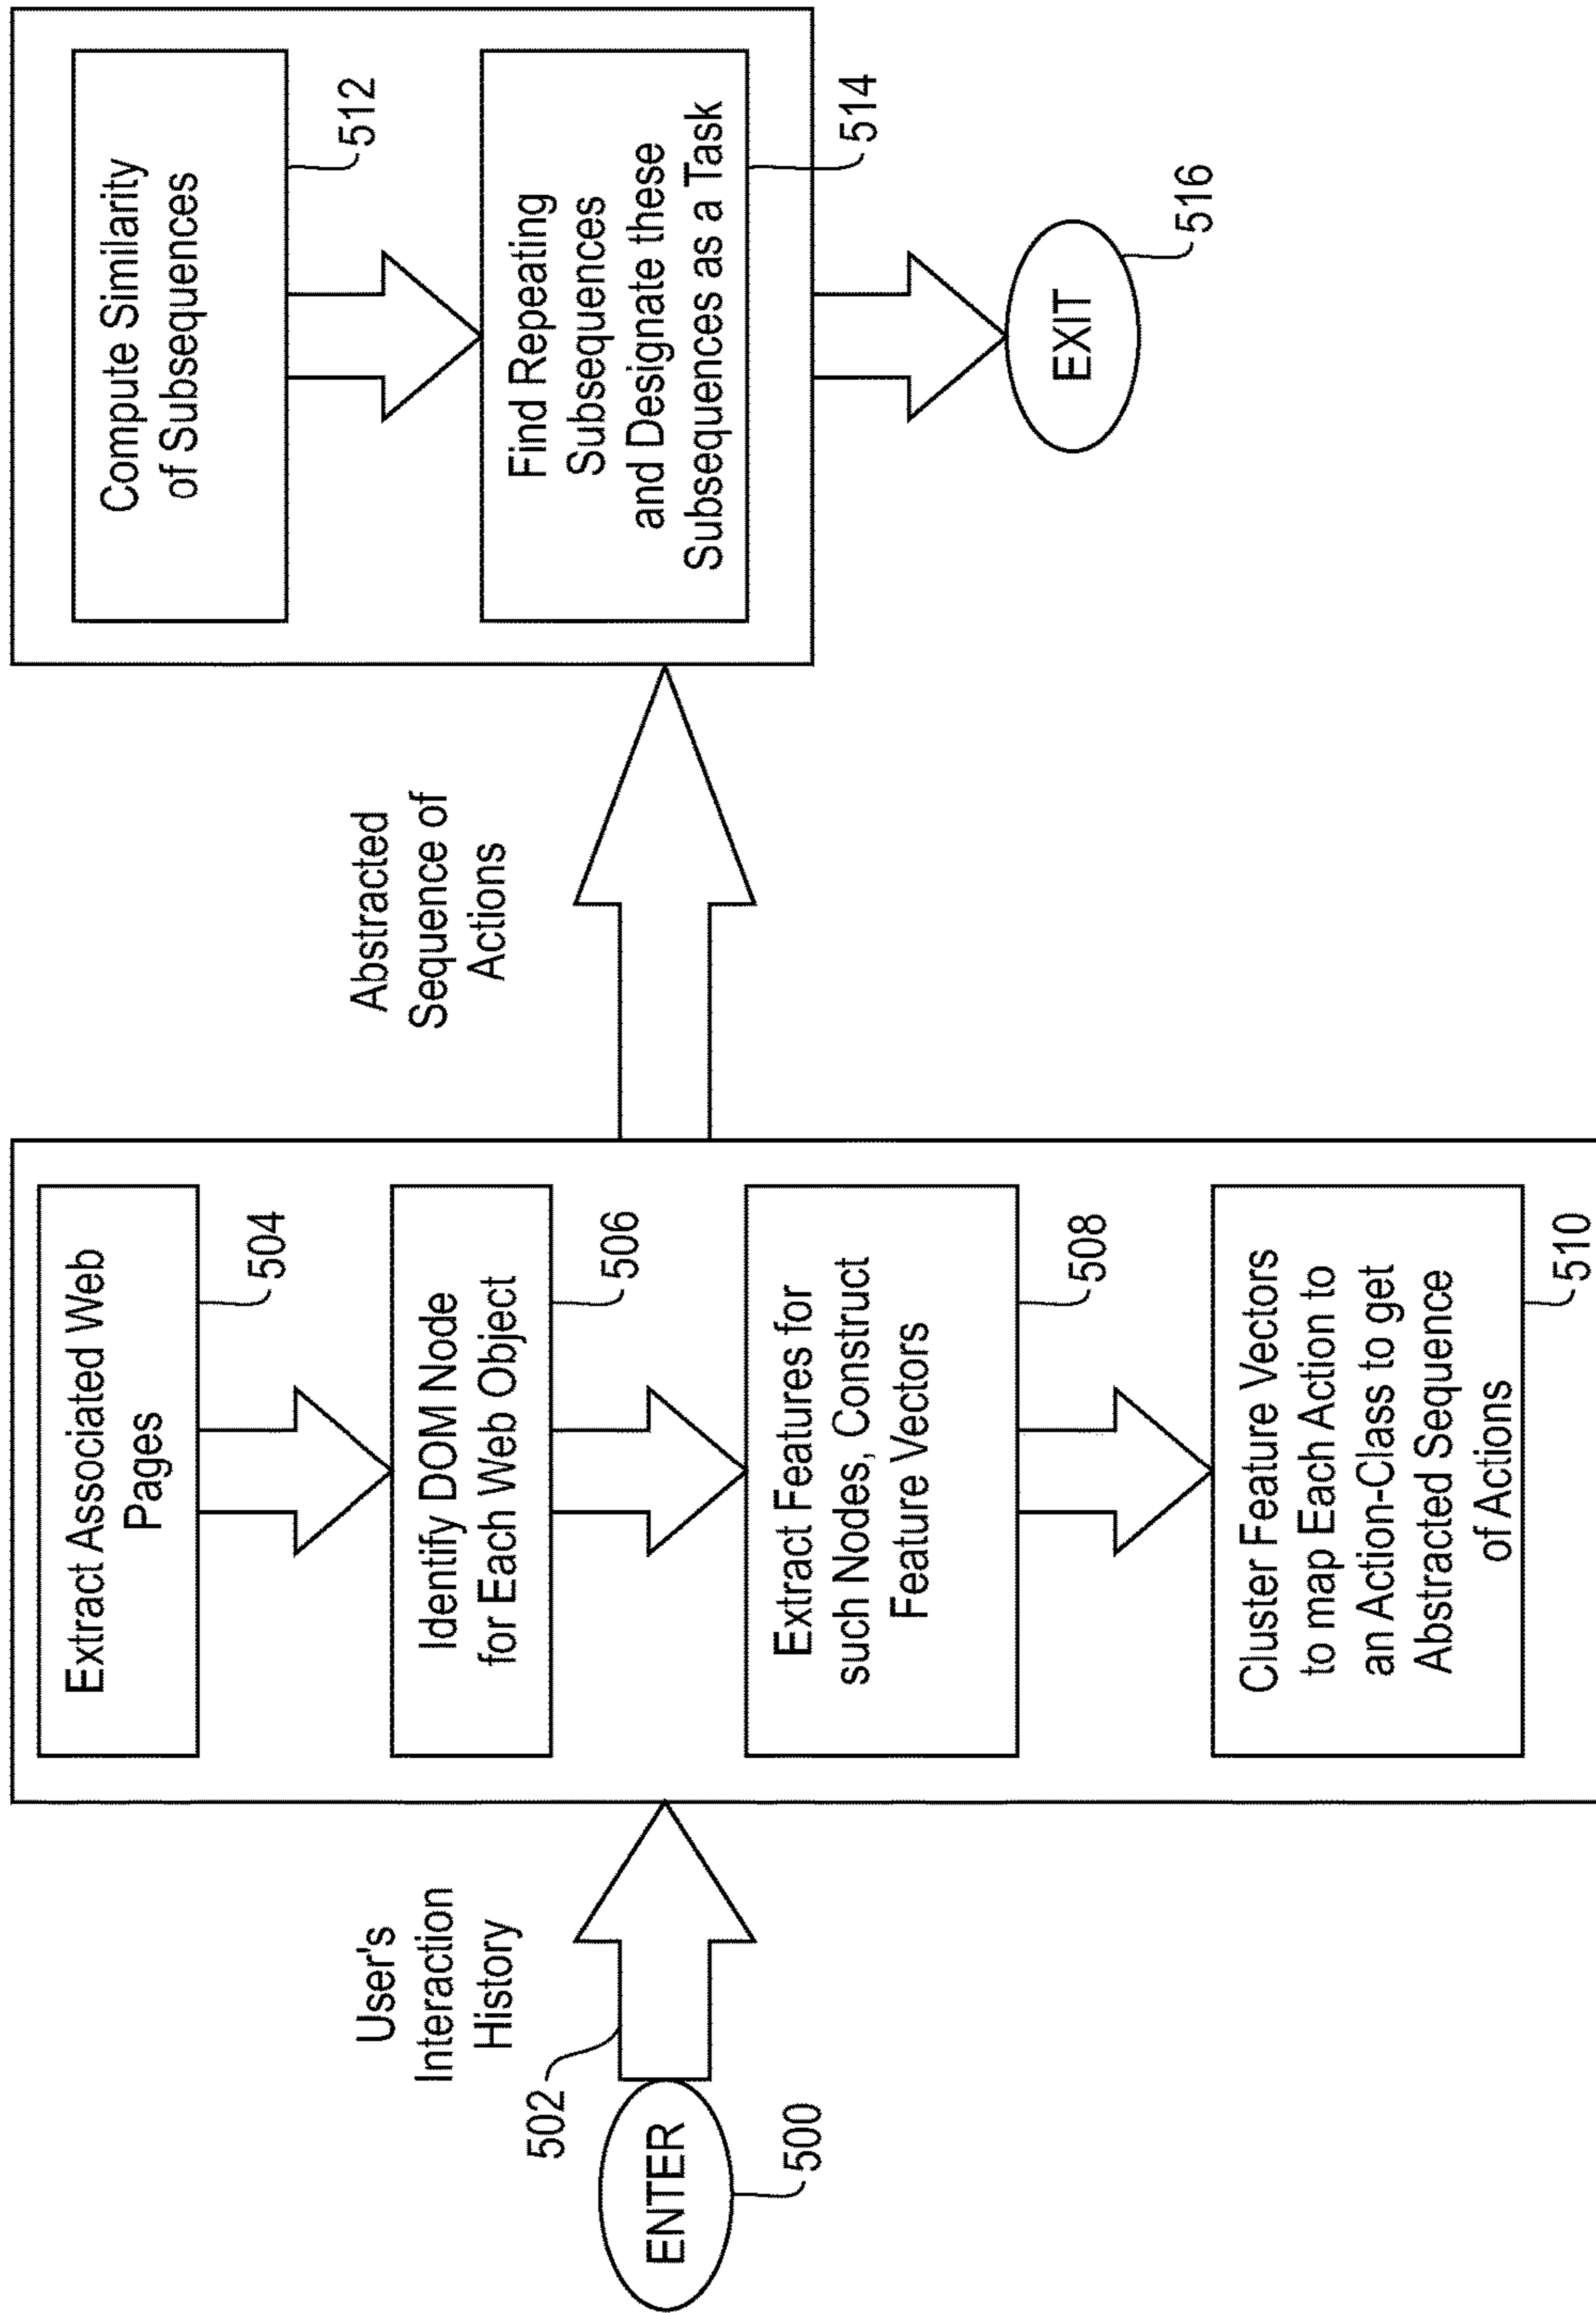 ENTER
500
502
User's
Interaction
History
Extract Associated Web
Pages
504
Identify DOM Node
for Each Web Object
506
Extract Features for
such Nodes, Construct
Feature Vectors
508
Cluster Feature Vectors
to map Each Action to
an Action-Class to get
Abstracted Sequence
of Actions
510
Abstracted
Sequence of
Actions
Compute Similarity
of Subsequences
512
Find Repeating
Subsequences
and Designate these
Subsequences as a Task
514
EXIT
516